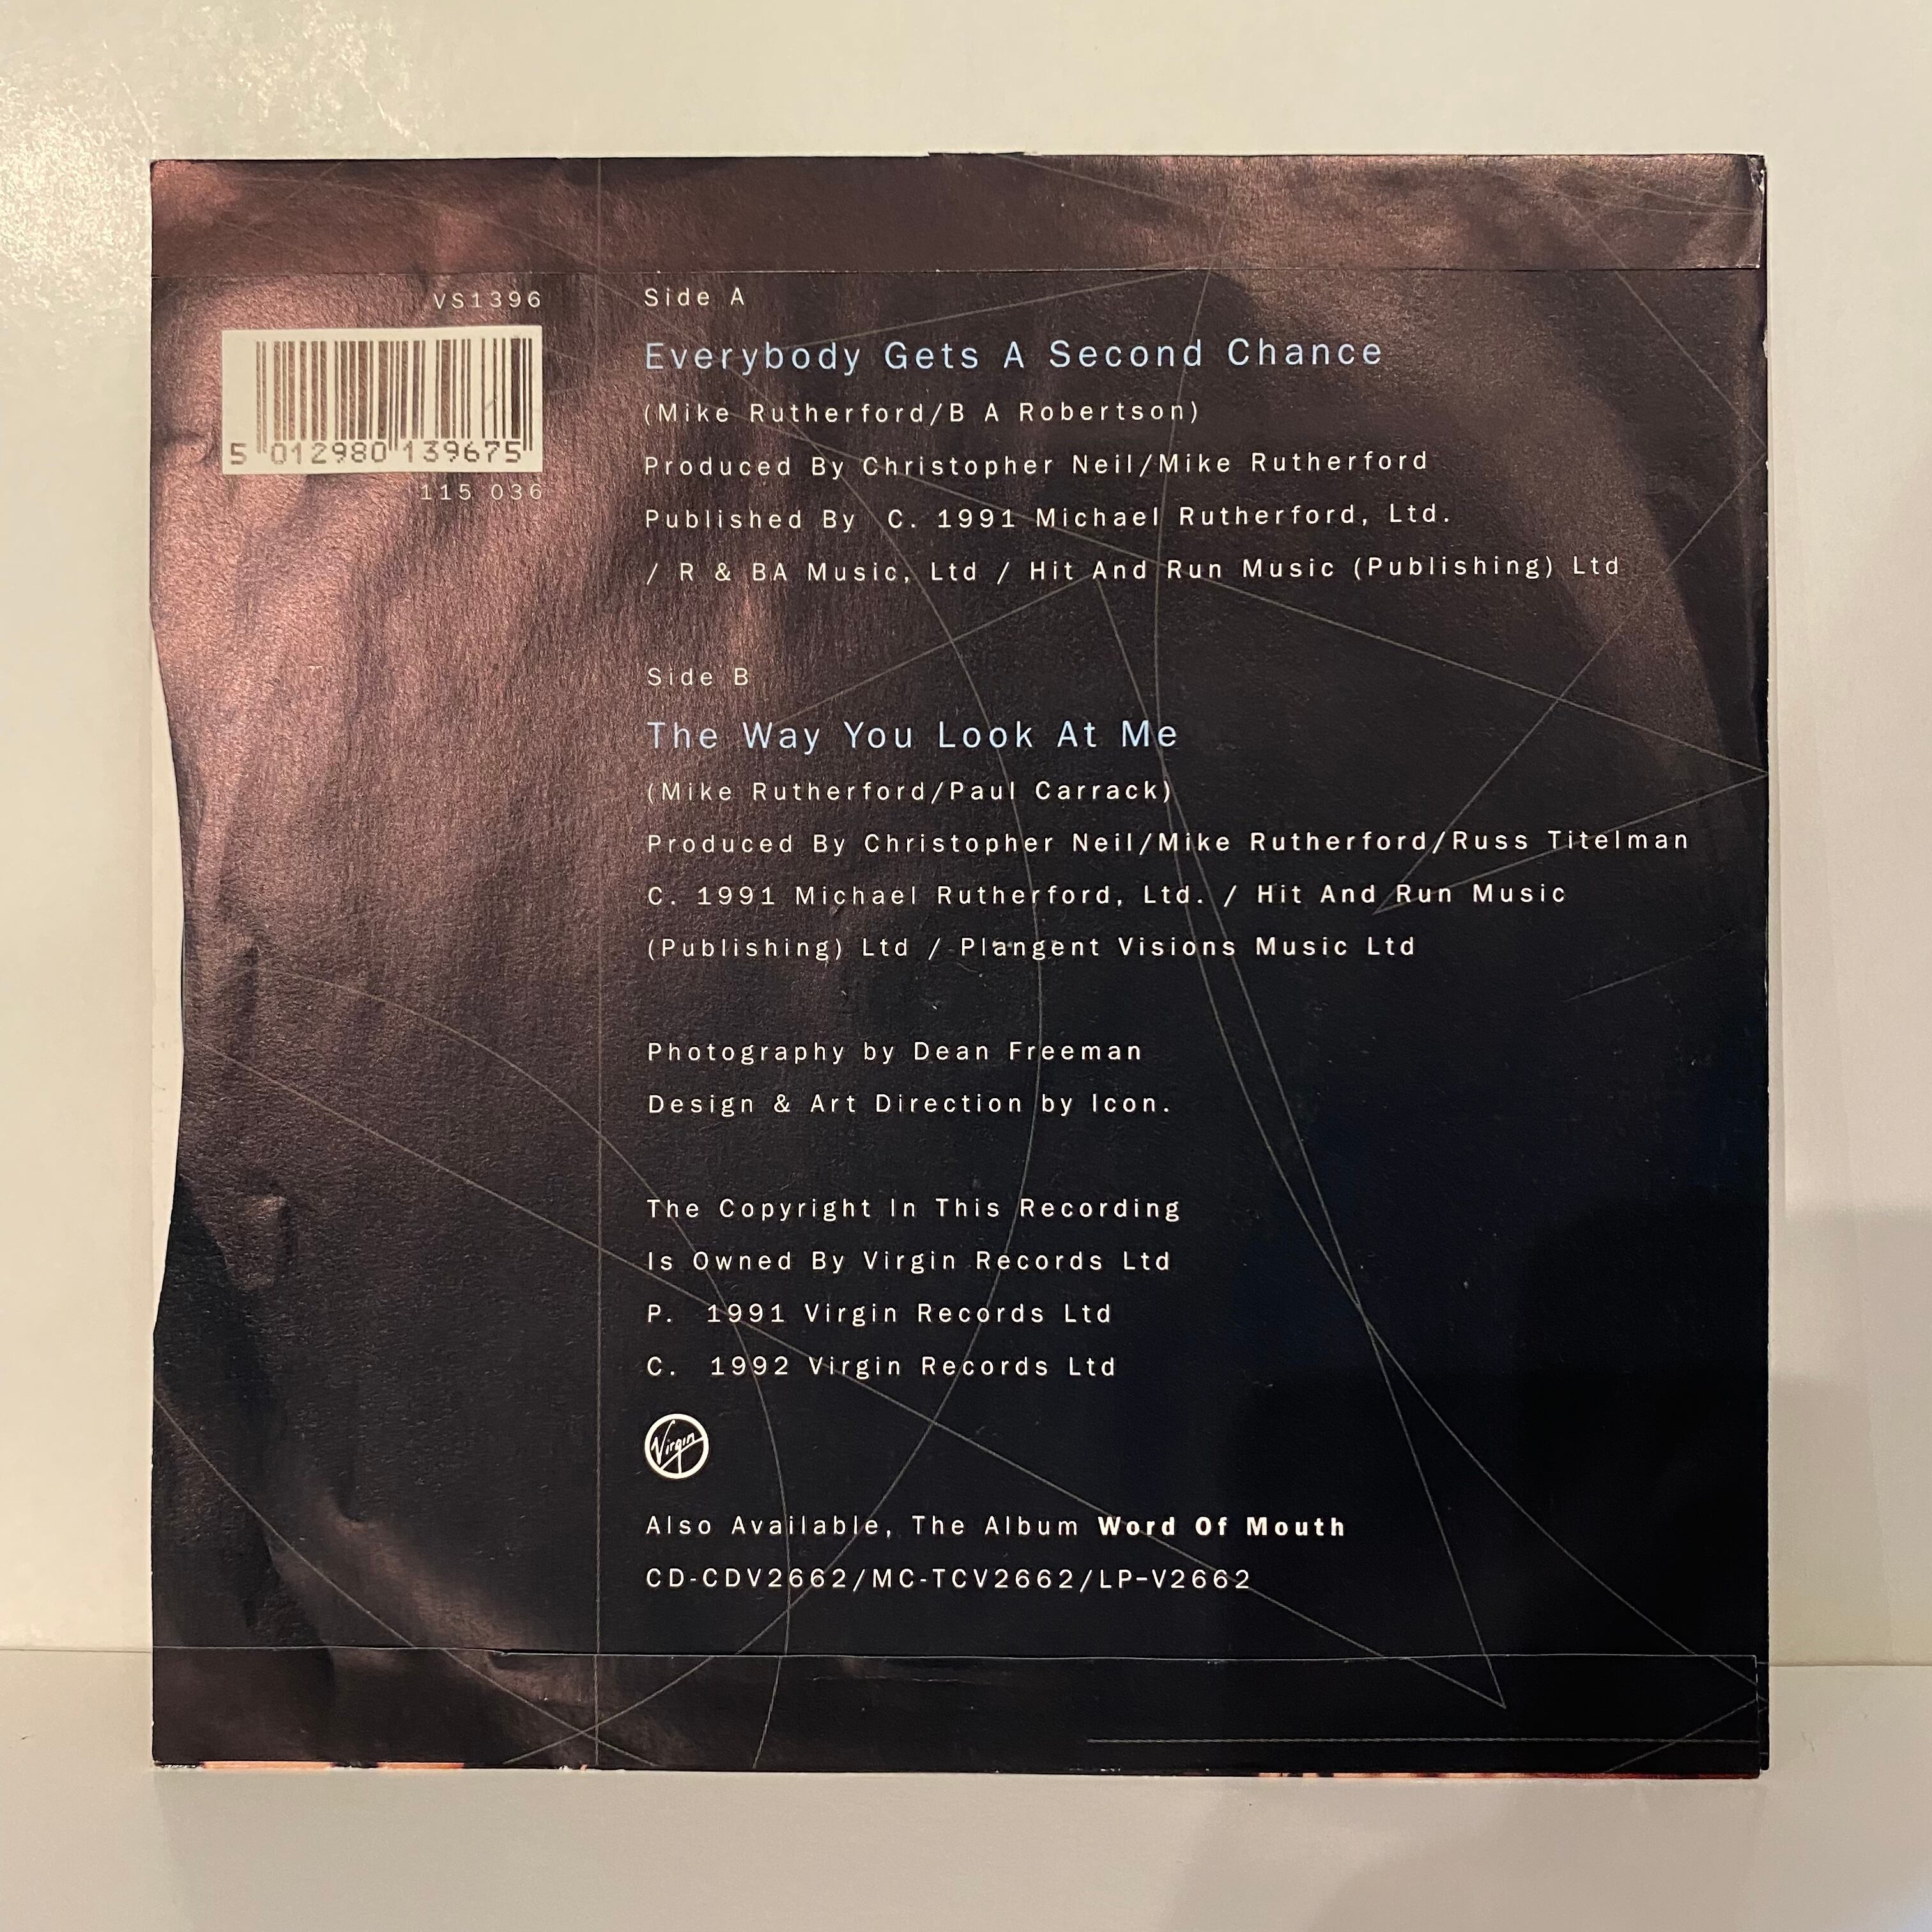 VS1396
5 012980 139675
115 036
Side A
Everybody Gets A Second Chance
(Mike Rutherford/B A Robertson)
Produced By Christopher Neil/Mike Rutherford
Published By C. 1991 Michael Rutherford, Ltd.
/ R & BA Music, Ltd / Hit And Run Music (Publishing) Ltd
Side B
The Way You Look At Me
(Mike Rutherford/Paul Carrack)
Produced By Christopher Neil/Mike Rutherford/Russ Titelman
C. 1991 Michael Rutherford, Ltd. / Hit And Run Music
(Publishing) Ltd / Plangent Visions Music Ltd
Photography by Dean Freeman
Design & Art Direction by Icon.
The Copyright In This Recording
Is Owned By Virgin Records Ltd
P. 1991 Virgin Records Ltd
C. 1992 Virgin Records Ltd
Virgin
Also Available, The Album Word Of Mouth
CD-CDV2662/MC-TCV2662/LP-V2662